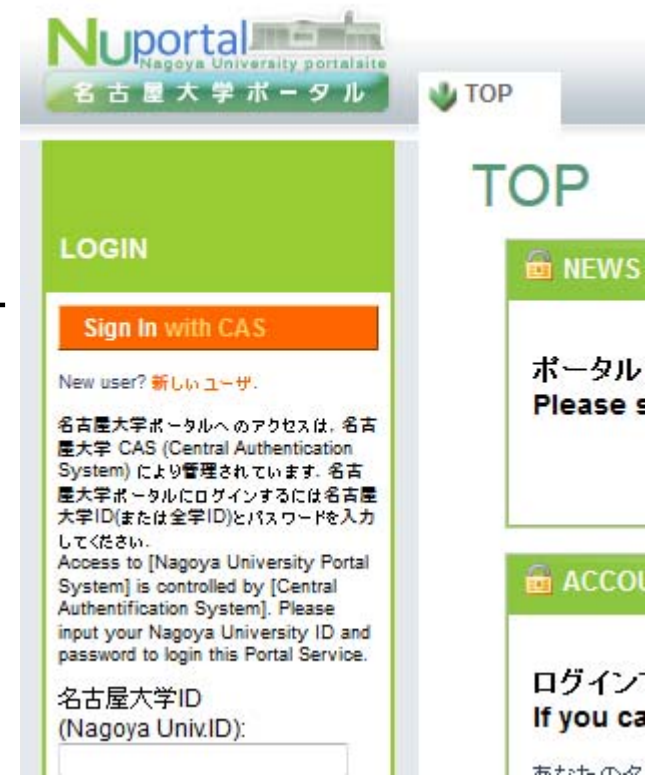 Nuportal
Nagoya University portalsite
名古屋大学ポータル
TOP
TOP
LOGIN
Sign In with CAS
New user? 新しいユーザ.
名古屋大学ポータルへのアクセスは, 名古
屋大学 CAS (Central Authentication
System) により管理されています. 名古
屋大学ポータルにログインするには名古屋
大学ID(または全学ID)とパスワードを入力
してください.
Access to [Nagoya University Portal
System] is controlled by [Central
Authentification System]. Please
input your Nagoya University ID and
password to login this Portal Service.
名古屋大学ID
(Nagoya Univ.ID):
NEWS
ポータル
Please s
ACCOU
ログイン
If you ca
あなたの